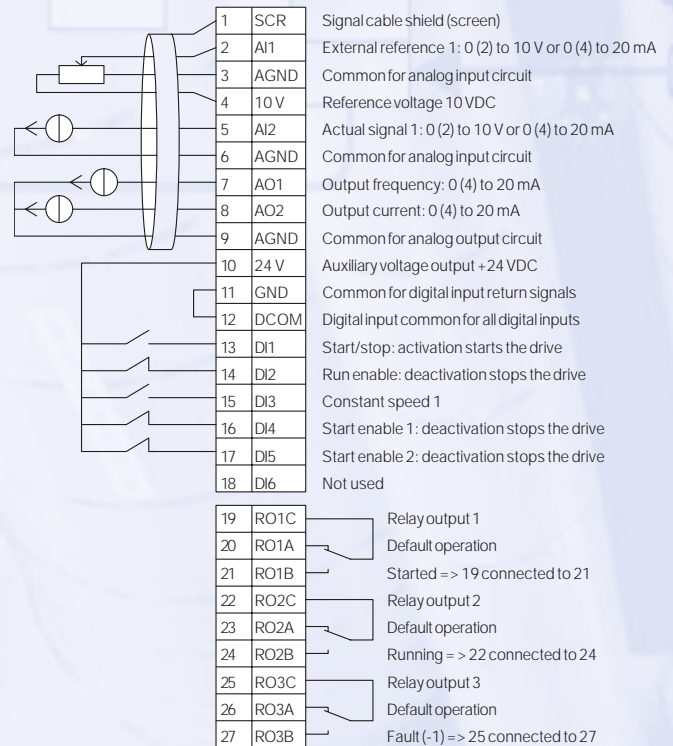 1 SCR Signal cable shield (screen)
2 AI1 External reference 1: 0 (2) to 10 V or 0 (4) to 20 mA
3 AGND Common for analog input circuit
4 10 V Reference voltage 10 VDC
5 AI2 Actual signal 1: 0 (2) to 10 V or 0 (4) to 20 mA
6 AGND Common for analog input circuit
7 AO1 Output frequency: 0 (4) to 20 mA
8 AO2 Output current: 0 (4) to 20 mA
9 AGND Common for analog output circuit
10 24 V Auxiliary voltage output +24 VDC
11 GND Common for digital input return signals
12 DCOM Digital input common for all digital inputs
13 DI1 Start/stop: activation starts the drive
14 DI2 Run enable: deactivation stops the drive
15 DI3 Constant speed 1
16 DI4 Start enable 1: deactivation stops the drive
17 DI5 Start enable 2: deactivation stops the drive
18 DI6 Not used
19 RO1C Relay output 1
20 RO1A Default operation
21 RO1B Started => 19 connected to 21
22 RO2C Relay output 2
23 RO2A Default operation
24 RO2B Running = > 22 connected to 24
25 RO3C Relay output 3
26 RO3A Default operation
27 RO3B Fault (-1) => 25 connected to 27